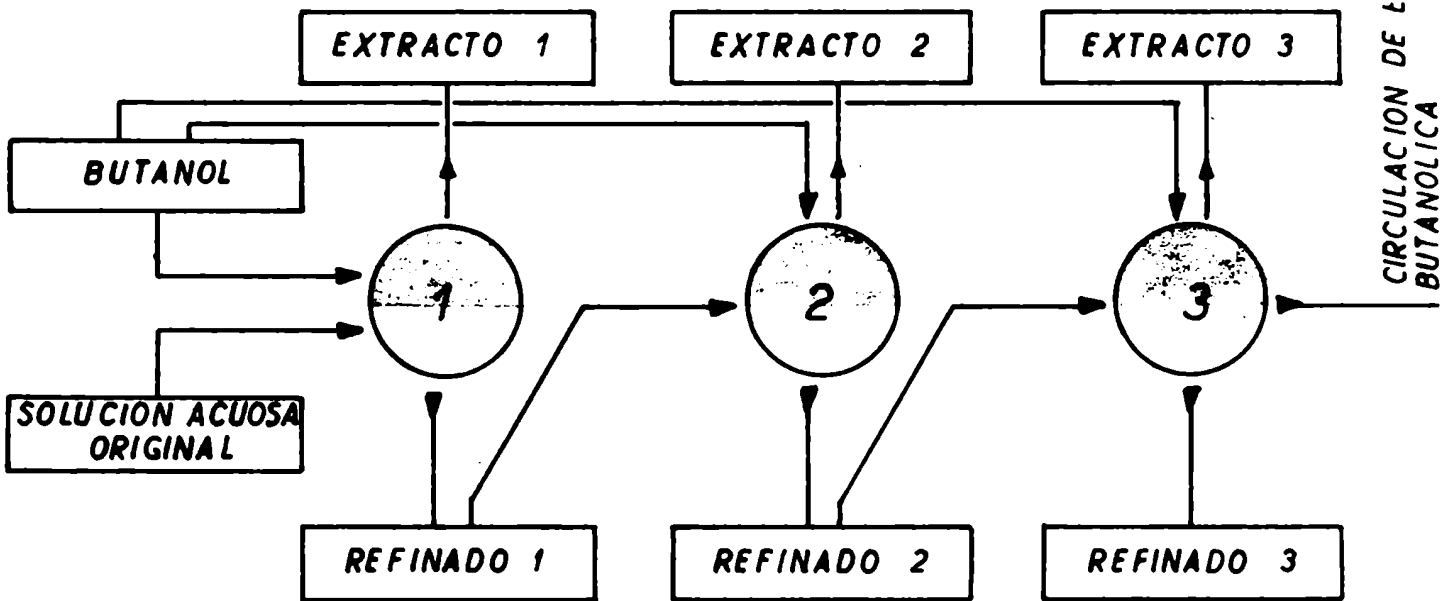 EXTRACTO 1
EXTRACTO 2
EXTRACTO 3
BUTANOL
1
2
3
SOLUCION ACUOSA
ORIGINAL
REFINADO 1
REFINADO 2
REFINADO 3
CIRCULACION DE
BUTANOLICA